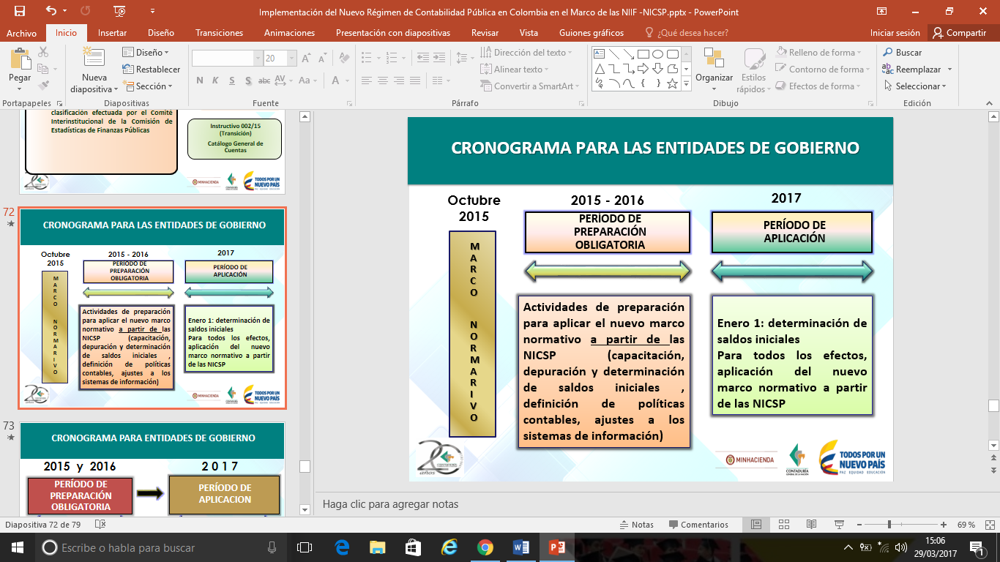 Implementación del Nuevo Régimen de Contabilidad Pública en Colombia en el Marco de las NIIF -NICSP.pptx - PowerPoint
Archivo Inicio Insertar Diseño Transiciones Animaciones Presentación con diapositivas Revisar Vista Guiones gráficos ¿Qué desea hacer? Iniciar sesión Compartir
Pegar
Nueva diapositiva
Diseño
Restablecer
Sección
20
N K S S abc AV Aa A
Dirección del texto
Alinear texto
Convertir a SmartArt
Organizar
Estilos rápidos
Relleno de forma
Contorno de forma
Efectos de forma
Buscar
Reemplazar
Seleccionar
Portapapeles Diapositivas Fuente Párrafo Dibujo Edición
clasificación efectuada por el Comité
Interinstitucional de la Comisión de
Estadísticas de Finanzas Públicas
Instructivo 002/15
(Transición)
Catálogo General de
Cuentas
MINHACIENDA
TODOS POR UN
NUEVO PAÍS
72
CRONOGRAMA PARA LAS ENTIDADES DE GOBIERNO
Octubre
2015
2015 - 2016
2017
PERÍODO DE
PREPARACIÓN
OBLIGATORIA
PERÍODO DE
APLICACIÓN
MARCO NORMARIVO
Actividades de preparación
para aplicar el nuevo marco
normativo a partir de las
NICSP (capacitación,
depuración y determinación
de saldos iniciales ,
definición de políticas
contables, ajustes a los
sistemas de información)
Enero 1: determinación de
saldos iniciales
Para todos los efectos,
aplicación del nuevo
marco normativo a partir
de las NICSP
MINHACIENDA
TODOS POR UN
NUEVO PAÍS
73
CRONOGRAMA PARA ENTIDADES DE GOBIERNO
2015 y 2016
2 0 1 7
PERÍODO DE
PREPARACIÓN
OBLIGATORIA
PERÍODO DE
APLICACION
CRONOGRAMA PARA LAS ENTIDADES DE GOBIERNO
Octubre
2015
2015 - 2016
2017
PERÍODO DE
PREPARACIÓN
OBLIGATORIA
PERÍODO DE
APLICACIÓN
MARCO NORMARIVO
Actividades de preparación
para aplicar el nuevo marco
normativo a partir de las
NICSP (capacitación,
depuración y determinación
de saldos iniciales ,
definición de políticas
contables, ajustes a los
sistemas de información)
Enero 1: determinación de
saldos iniciales
Para todos los efectos,
aplicación del nuevo
marco normativo a partir
de las NICSP
20 años
MINHACIENDA
CONTADURÍA
GENERAL DE LA NACIÓN
TODOS POR UN
NUEVO PAÍS
PAZ EQUIDAD EDUCACIÓN
Haga clic para agregar notas
Diapositiva 72 de 79
Notas Comentarios 69 %
Escribe o habla para buscar
15:06
29/03/2017
1